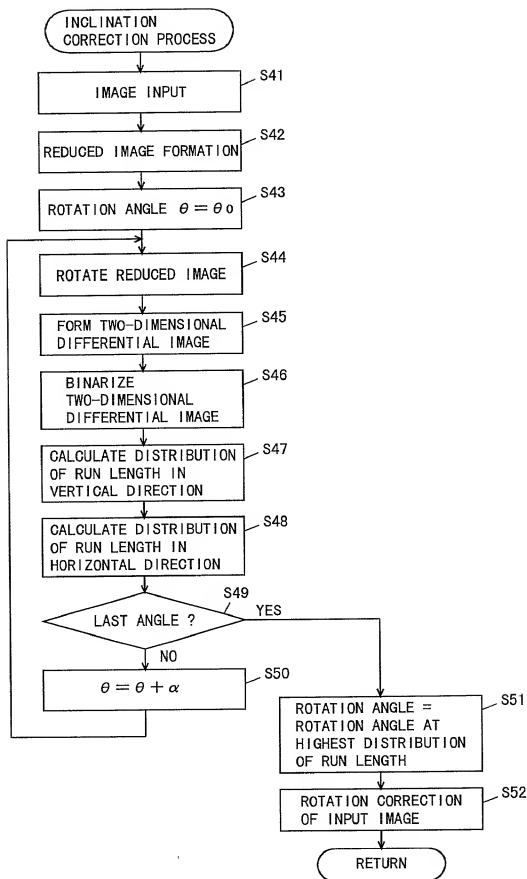 INCLINATION
CORRECTION PROCESS
S41
IMAGE INPUT
S42
REDUCED IMAGE FORMATION
S43
ROTATION ANGLE θ = θ0
S44
ROTATE REDUCED IMAGE
S45
FORM TWO-DIMENSIONAL
DIFFERENTIAL IMAGE
S46
BINARIZE
TWO-DIMENSIONAL
DIFFERENTIAL IMAGE
S47
CALCULATE DISTRIBUTION
OF RUN LENGTH IN
VERTICAL DIRECTION
S48
CALCULATE DISTRIBUTION
OF RUN LENGTH IN
HORIZONTAL DIRECTION
S49
LAST ANGLE ?
YES
NO
S50
θ = θ + α
S51
ROTATION ANGLE =
ROTATION ANGLE AT
HIGHEST DISTRIBUTION
OF RUN LENGTH
S52
ROTATION CORRECTION
OF INPUT IMAGE
RETURN